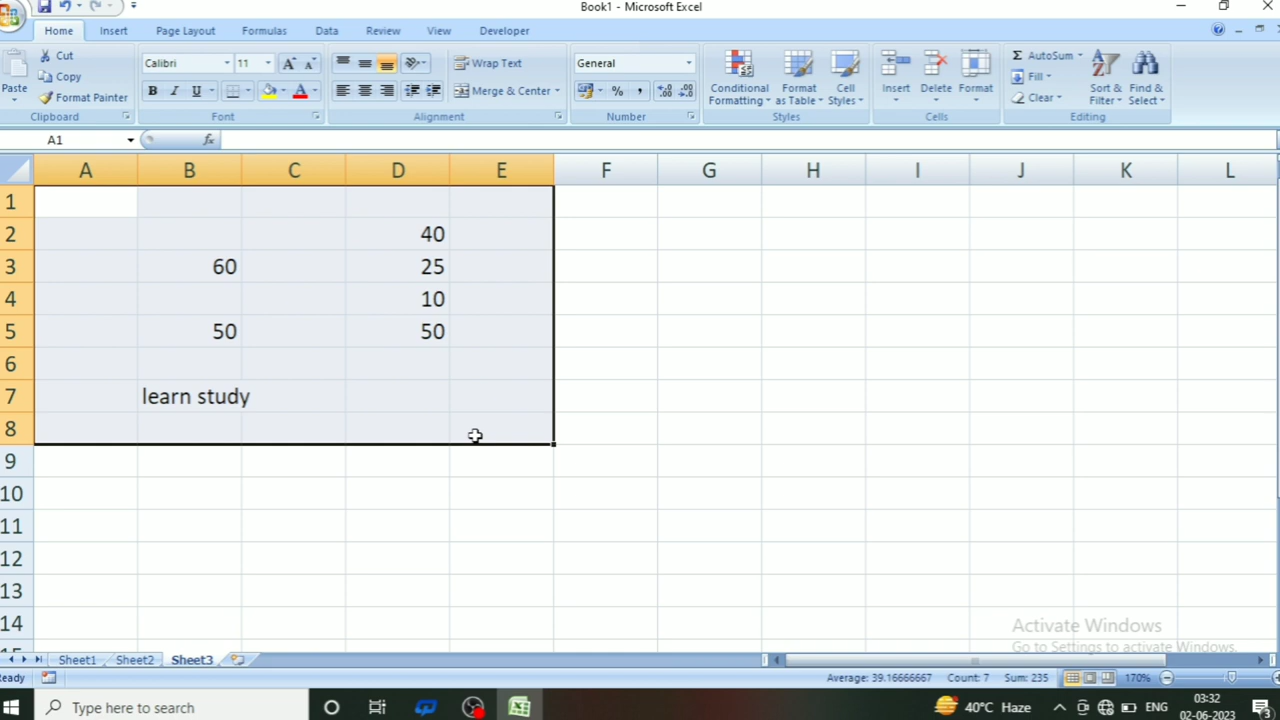 Book1 - Microsoft Excel
Home Insert Page Layout Formulas Data Review View Developer
Paste
Cut
Copy
Format Painter
Clipboard
Calibri 11
B I U
Font
Wrap Text
Merge & Center
Alignment
General
% ,
Number
Conditional Formatting
Format as Table
Cell Styles
Styles
Insert Delete Format
Cells
Σ AutoSum
Fill
Clear
Sort & Filter
Find & Select
Editing
A1 fx
A B C D E F G H I J K L
1
2 40
3 60 25
4 10
5 50 50
6
7 learn study
8
9
10
11
12
13
14
Activate Windows
Go to Settings to activate Windows.
Sheet1 Sheet2 Sheet3
Average: 39.16666667 Count: 7 Sum: 235 170%
Type here to search
40°C Haze
ENG
03:32
02-06-2023
3